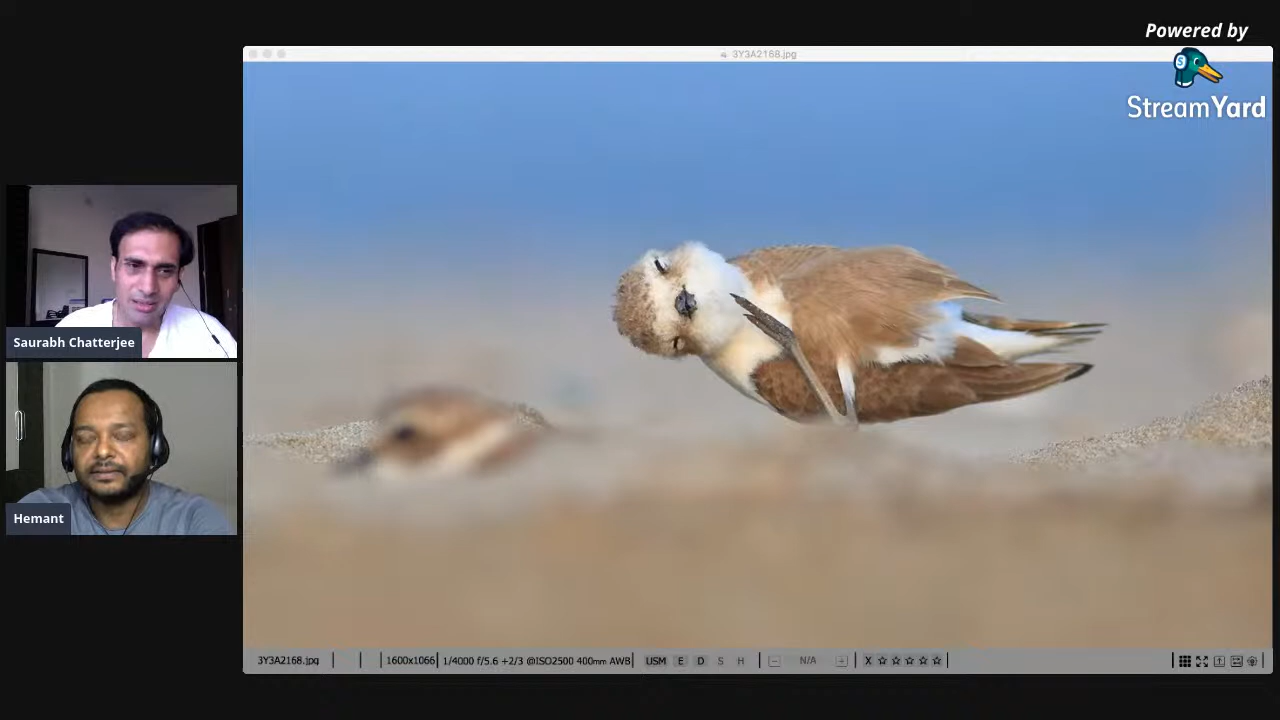 Powered by
StreamYard
3Y3A2168.jpg
Saurabh Chatterjee
Hemant
3Y3A2168.jpg 1600x1066 1/4000 f/5.6 +2/3 @ISO2500 400mm AWB USM E D S H N/A X